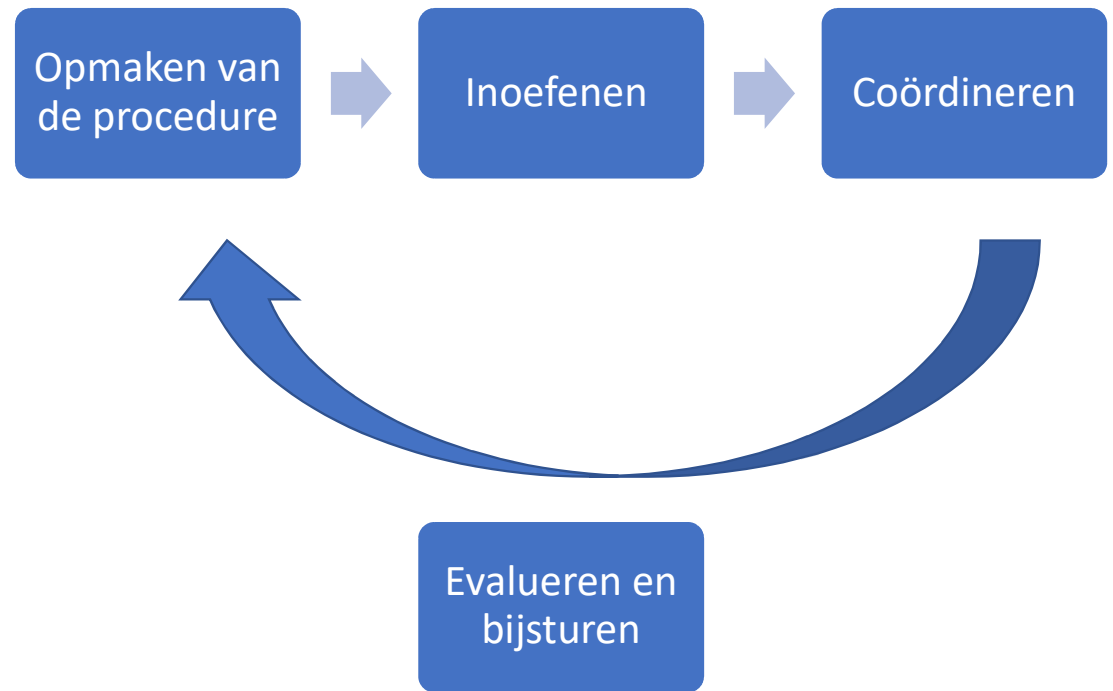 Opmaken van
de procedure
Inoefenen
Coördineren
Evalueren en
bijsturen